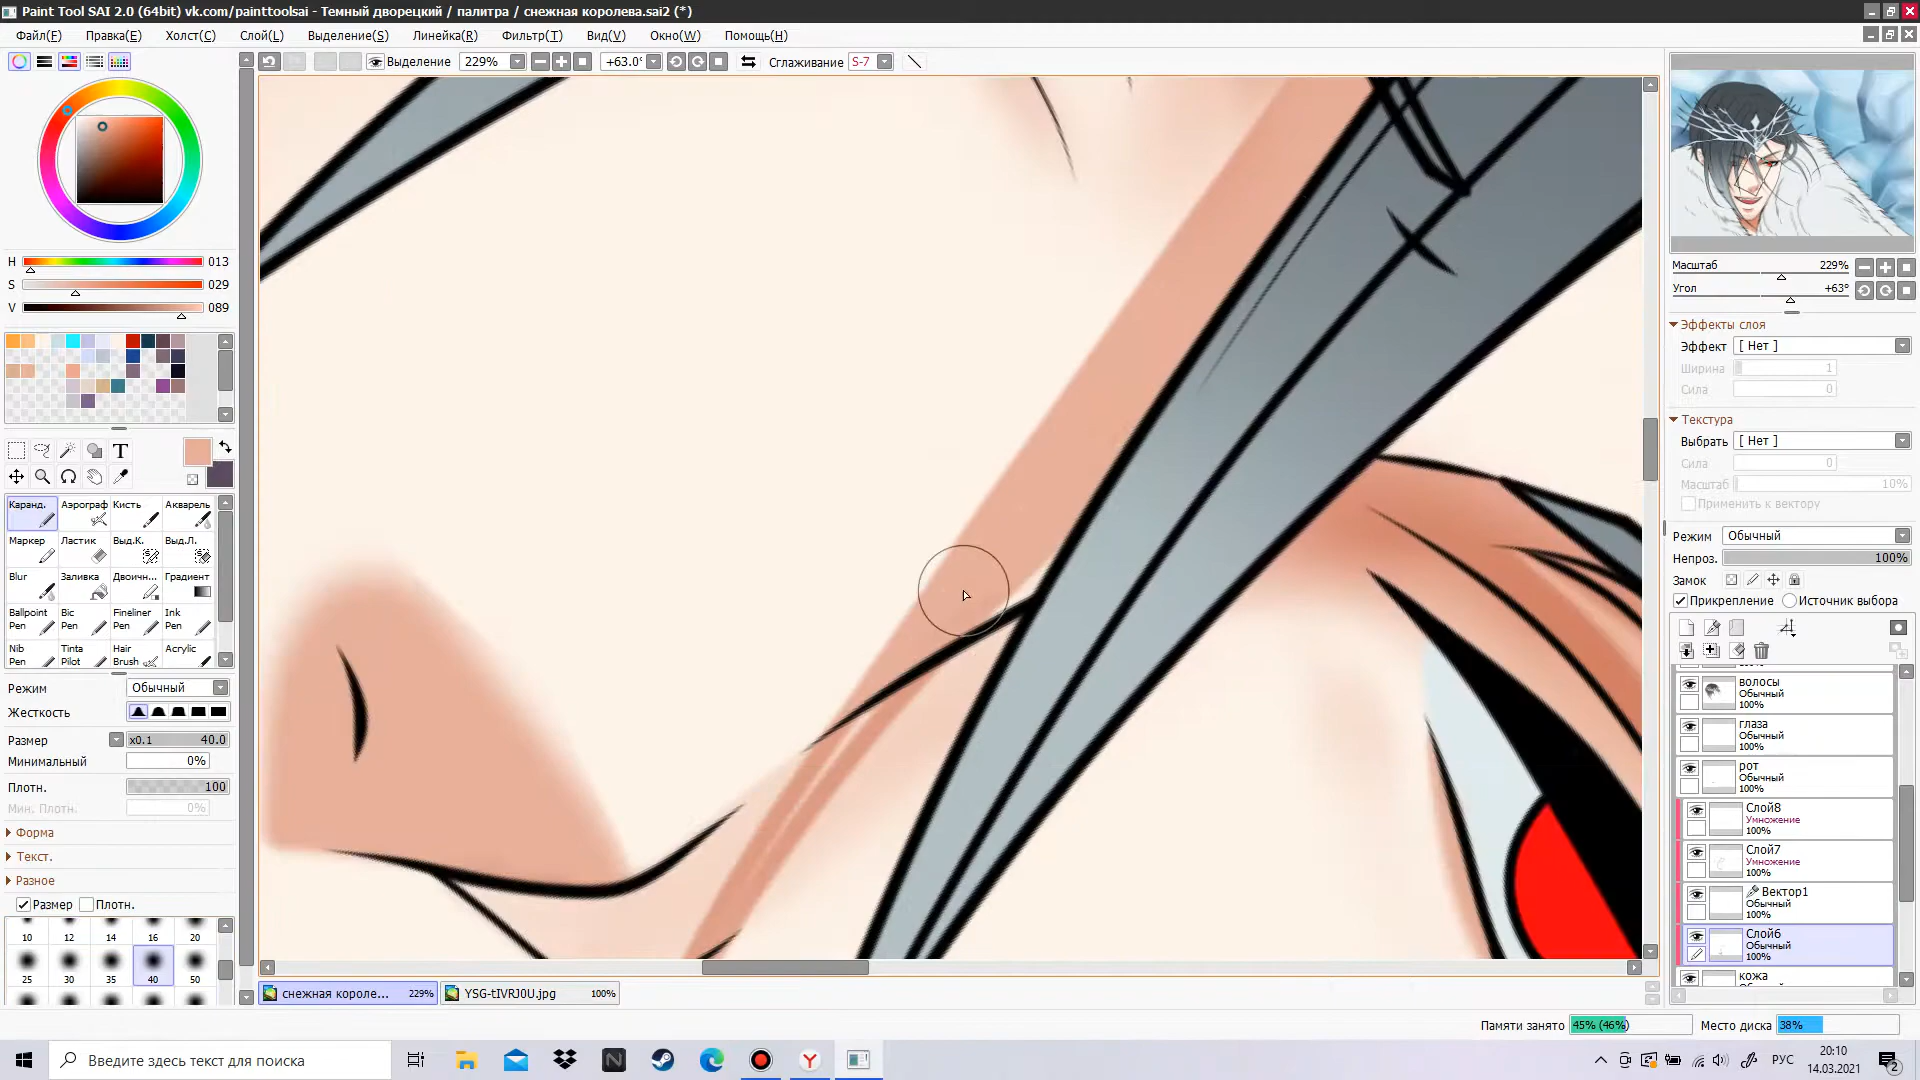 Paint Tool SAI 2.0 (64bit) vk.com/painttoolsai - Темный дворецкий / палитра / снежная королева.sai2 (*)
Файл(F) Правка(E) Холст(C) Слой(L) Выделение(S) Линейка(R) Фильтр(T) Вид(V) Окно(W) Помощь(H)
Выделение 229% +63.0° Сглаживание S-7
H 013
S 029
V 089
T
Каранд. Аэрограф Кисть Акварель
Маркер Ластик Выд.К. Выд.Л.
Blur Заливка Двоичн... Градиент
Ballpoint Pen Bic Pen Fineliner Pen Ink Pen
Nib Pen Tinta Pilot Hair Brush Acrylic
Режим Обычный
Жесткость
Размер x0.1 40.0
Минимальный 0%
Плотн. 100
Мин. Плотн. 0%
Форма
Текст.
Разное
Размер Плотн.
10 12 14 16 20
25 30 35 40 50
снежная короле... 229% YSG-tIVRJ0U.jpg 100%
Масштаб 229%
Угол +63°
Эффекты слоя
Эффект [ Нет ]
Ширина 1
Сила 0
Текстура
Выбрать [ Нет ]
Сила 0
Масштаб 10%
Применить к вектору
Режим Обычный
Непроз. 100%
Замок
Прикрепление Источник выбора
волосы
Обычный
100%
глаза
Обычный
100%
рот
Обычный
100%
Слой8
Умножение
100%
Слой7
Умножение
100%
Вектор1
Обычный
100%
Слой6
Обычный
100%
кожа
Памяти занято 45% (46%) Место диска 38%
Введите здесь текст для поиска
РУС
20:10
14.03.2021
2